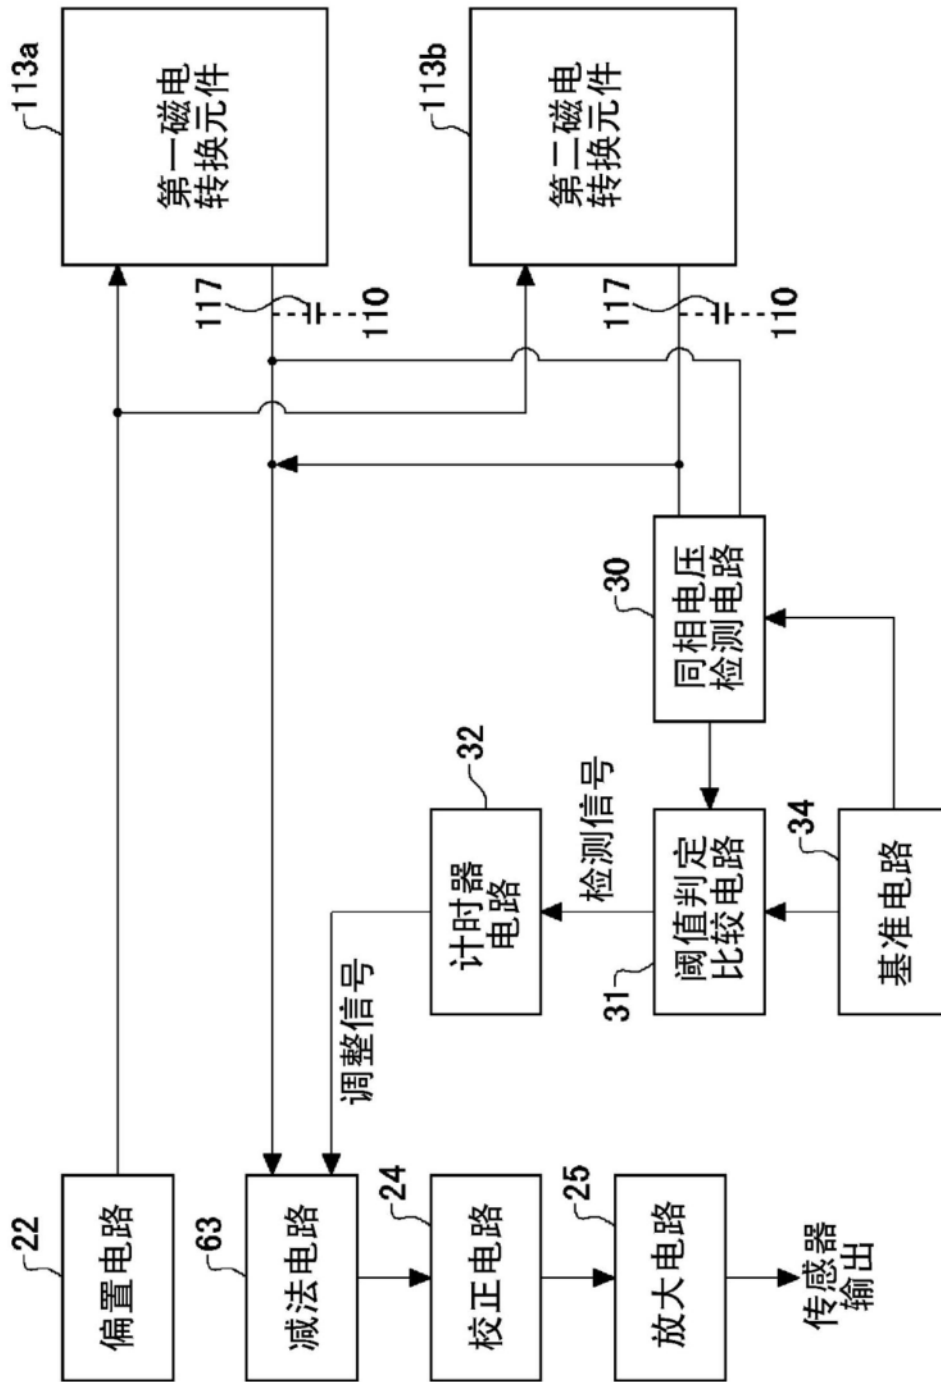 22
偏置电路
113a
第一磁电
转换元件
117
110
63
减法电路
调整信号
113b
第二磁电
转换元件
117
110
24
校正电路
32
计时器
电路
25
放大电路
检测信号
30
同相电压
检测电路
31
阈值判定
比较电路
传感器
输出
34
基准电路